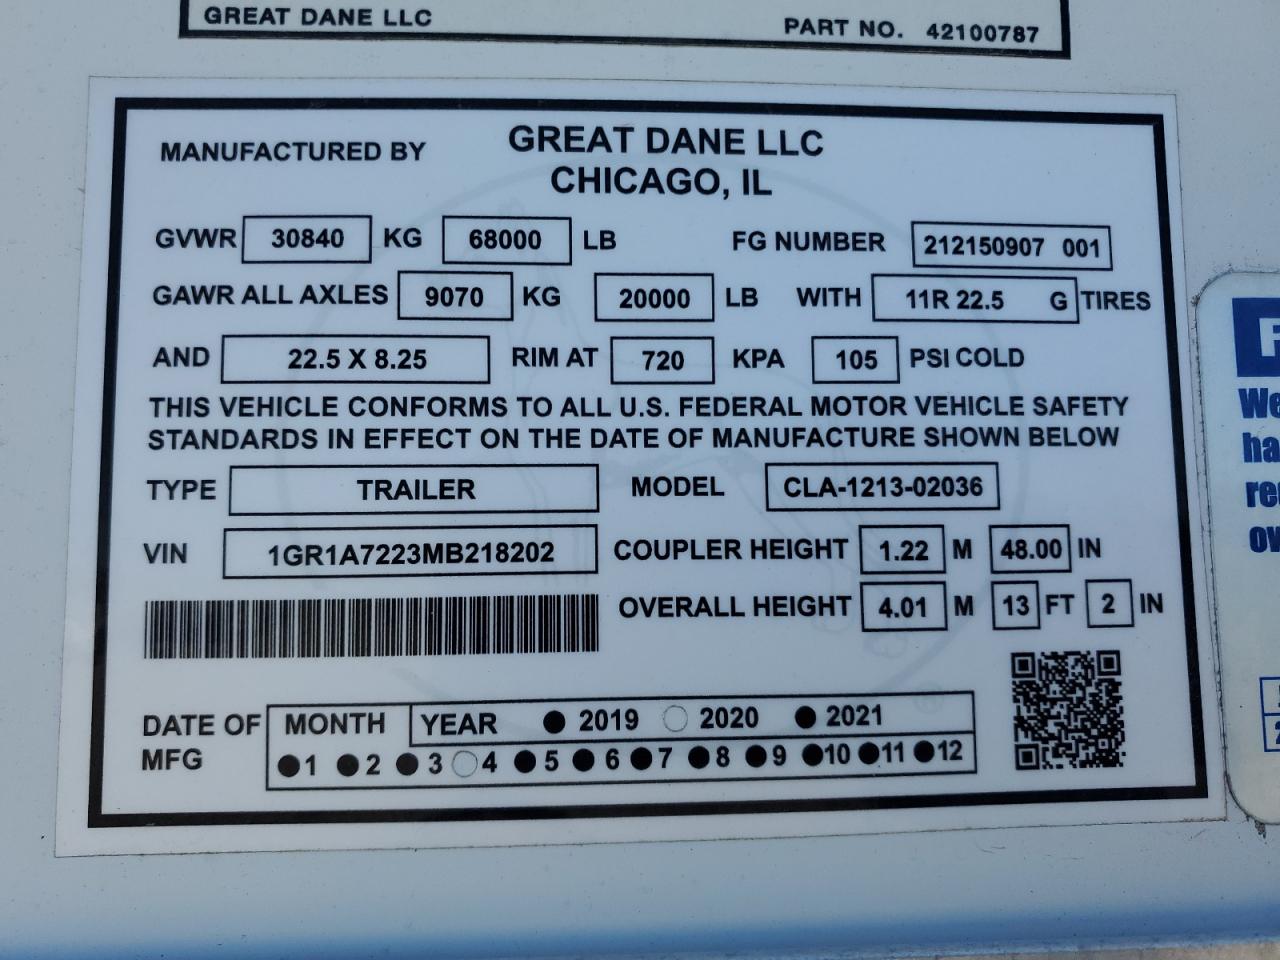 GREAT DANE LLC PART NO. 42100787
MANUFACTURED BY GREAT DANE LLC
CHICAGO, IL
GVWR 30840 KG 68000 LB FG NUMBER 212150907 001
GAWR ALL AXLES 9070 KG 20000 LB WITH 11R 22.5 G TIRES
AND 22.5 X 8.25 RIM AT 720 KPA 105 PSI COLD
THIS VEHICLE CONFORMS TO ALL U.S. FEDERAL MOTOR VEHICLE SAFETY
STANDARDS IN EFFECT ON THE DATE OF MANUFACTURE SHOWN BELOW
TYPE TRAILER MODEL CLA-1213-02036
VIN 1GR1A7223MB218202 COUPLER HEIGHT 1.22 M 48.00 IN
OVERALL HEIGHT 4.01 M 13 FT 2 IN
DATE OF MFG MONTH YEAR 2019 2020 2021
1 2 3 4 5 6 7 8 9 10 11 12
We
ha